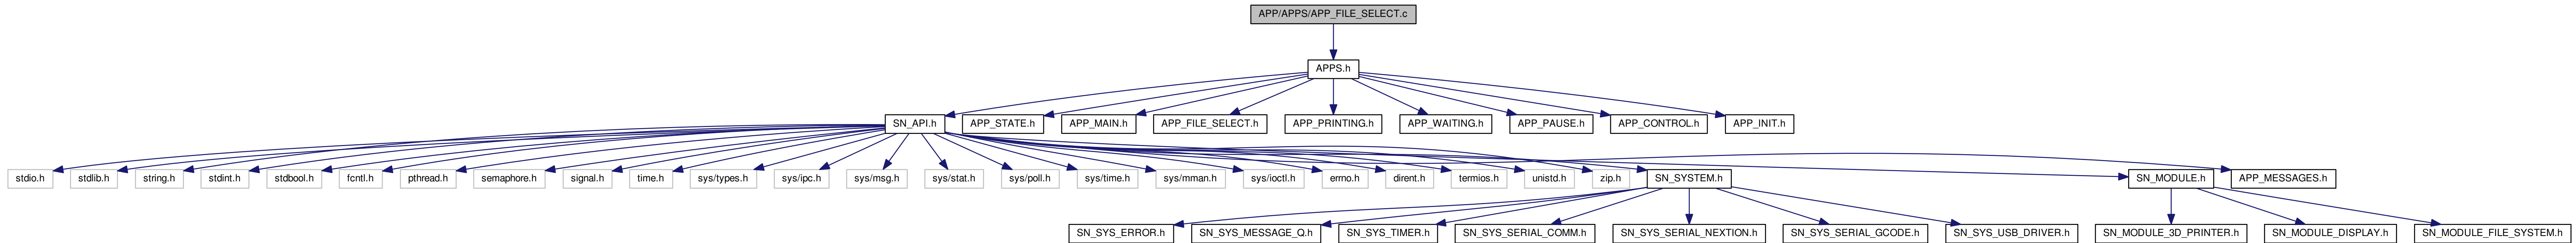 APP/APPS/APP_FILE_SELECT.c
APPS.h
SN_API.h
APP_STATE.h
APP_MAIN.h
APP_FILE_SELECT.h
APP_PRINTING.h
APP_WAITING.h
APP_PAUSE.h
APP_CONTROL.h
APP_INIT.h
stdio.h
stdlib.h
string.h
stdint.h
stdbool.h
fcntl.h
pthread.h
semaphore.h
signal.h
time.h
sys/types.h
sys/ipc.h
sys/msg.h
sys/stat.h
sys/poll.h
sys/time.h
sys/mman.h
sys/ioctl.h
errno.h
dirent.h
termios.h
unistd.h
zip.h
SN_SYSTEM.h
SN_MODULE.h
APP_MESSAGES.h
SN_SYS_ERROR.h
SN_SYS_MESSAGE_Q.h
SN_SYS_TIMER.h
SN_SYS_SERIAL_COMM.h
SN_SYS_SERIAL_NEXTION.h
SN_SYS_SERIAL_GCODE.h
SN_SYS_USB_DRIVER.h
SN_MODULE_3D_PRINTER.h
SN_MODULE_DISPLAY.h
SN_MODULE_FILE_SYSTEM.h